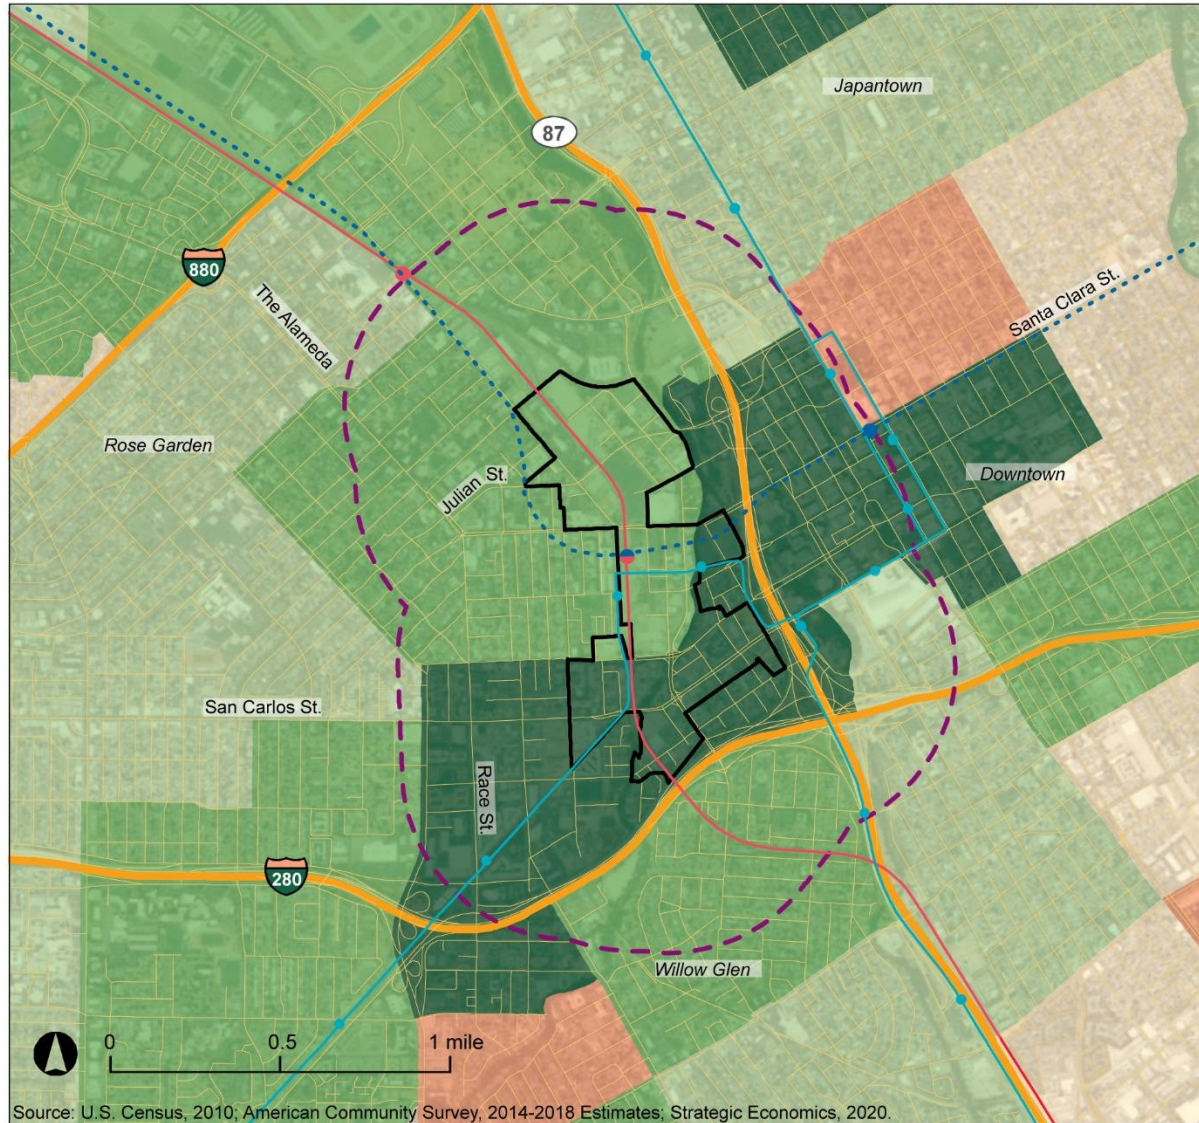 Japantown
87
880
The Alameda
Santa Clara St.
Rose Garden
Julian St.
Downtown
San Carlos St.
Race St.
280
Willow Glen
0 0.5 1 mile
Source: U.S. Census, 2010; American Community Survey, 2014-2018 Estimates; Strategic Economics, 2020.